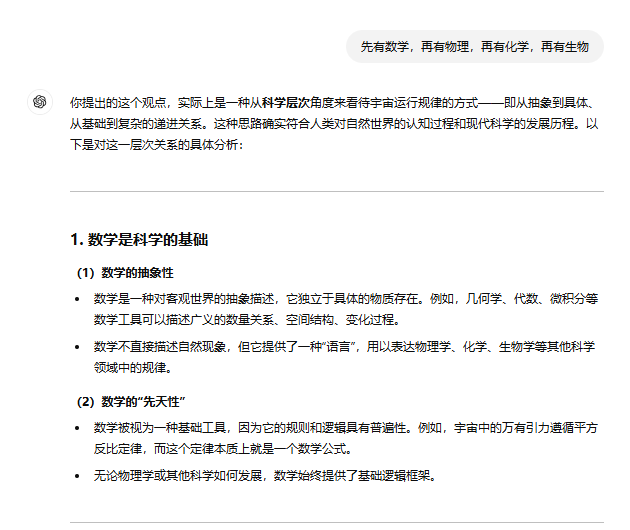 先有数学，再有物理，再有化学，再有生物
你提出的这个观点，实际上是一种从科学层次角度来看待宇宙运行规律的方式——即从抽象到具体、
从基础到复杂的递进关系。这种思路确实符合人类对自然世界的认知过程和现代科学的发展历程。以
下是对这一层次关系的具体分析：
1. 数学是科学的基础
（1）数学的抽象性
• 数学是一种对客观世界的抽象描述，它独立于具体的物质存在。例如，几何学、代数、微积分等
数学工具可以描述广义的数量关系、空间结构、变化过程。
• 数学不直接描述自然现象，但它提供了一种“语言”，用以表达物理学、化学、生物学等其他科学
领域中的规律。
（2）数学的“先天性”
• 数学被视为一种基础工具，因为它的规则和逻辑具有普遍性。例如，宇宙中的万有引力遵循平方
反比定律，而这个定律本质上就是一个数学公式。
• 无论物理学或其他科学如何发展，数学始终提供了基础逻辑框架。